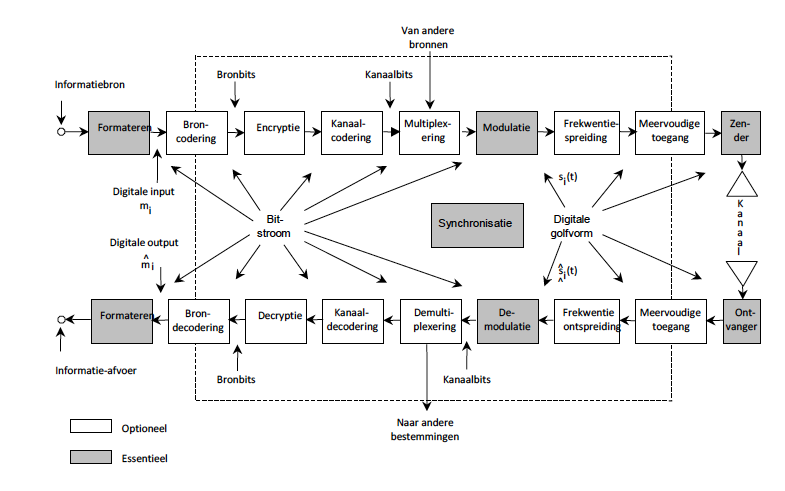 Van andere
bronnen
Bronbits
Kanaalbits
Informatiebron
Formateren
Bron-
codering
Encryptie
Kanaal-
codering
Multiplex-
ering
Modulatie
Frekwentie-
spreiding
Meervoudige
toegang
Zen-
der
Digitale input
mi
si(t)
Kanaal
Bit-
stroom
Synchronisatie
Digitale
golfvorm
Digitale output
^
mi
^
si(t)
^
Formateren
Bron-
decodering
Decryptie
Kanaal-
decodering
Demulti-
plexering
De-
modulatie
Frekwentie
ontspreiding
Meervoudige
toegang
Ont-
vanger
Informatie-afvoer
Bronbits
Kanaalbits
Naar andere
bestemmingen
Optioneel
Essentieel